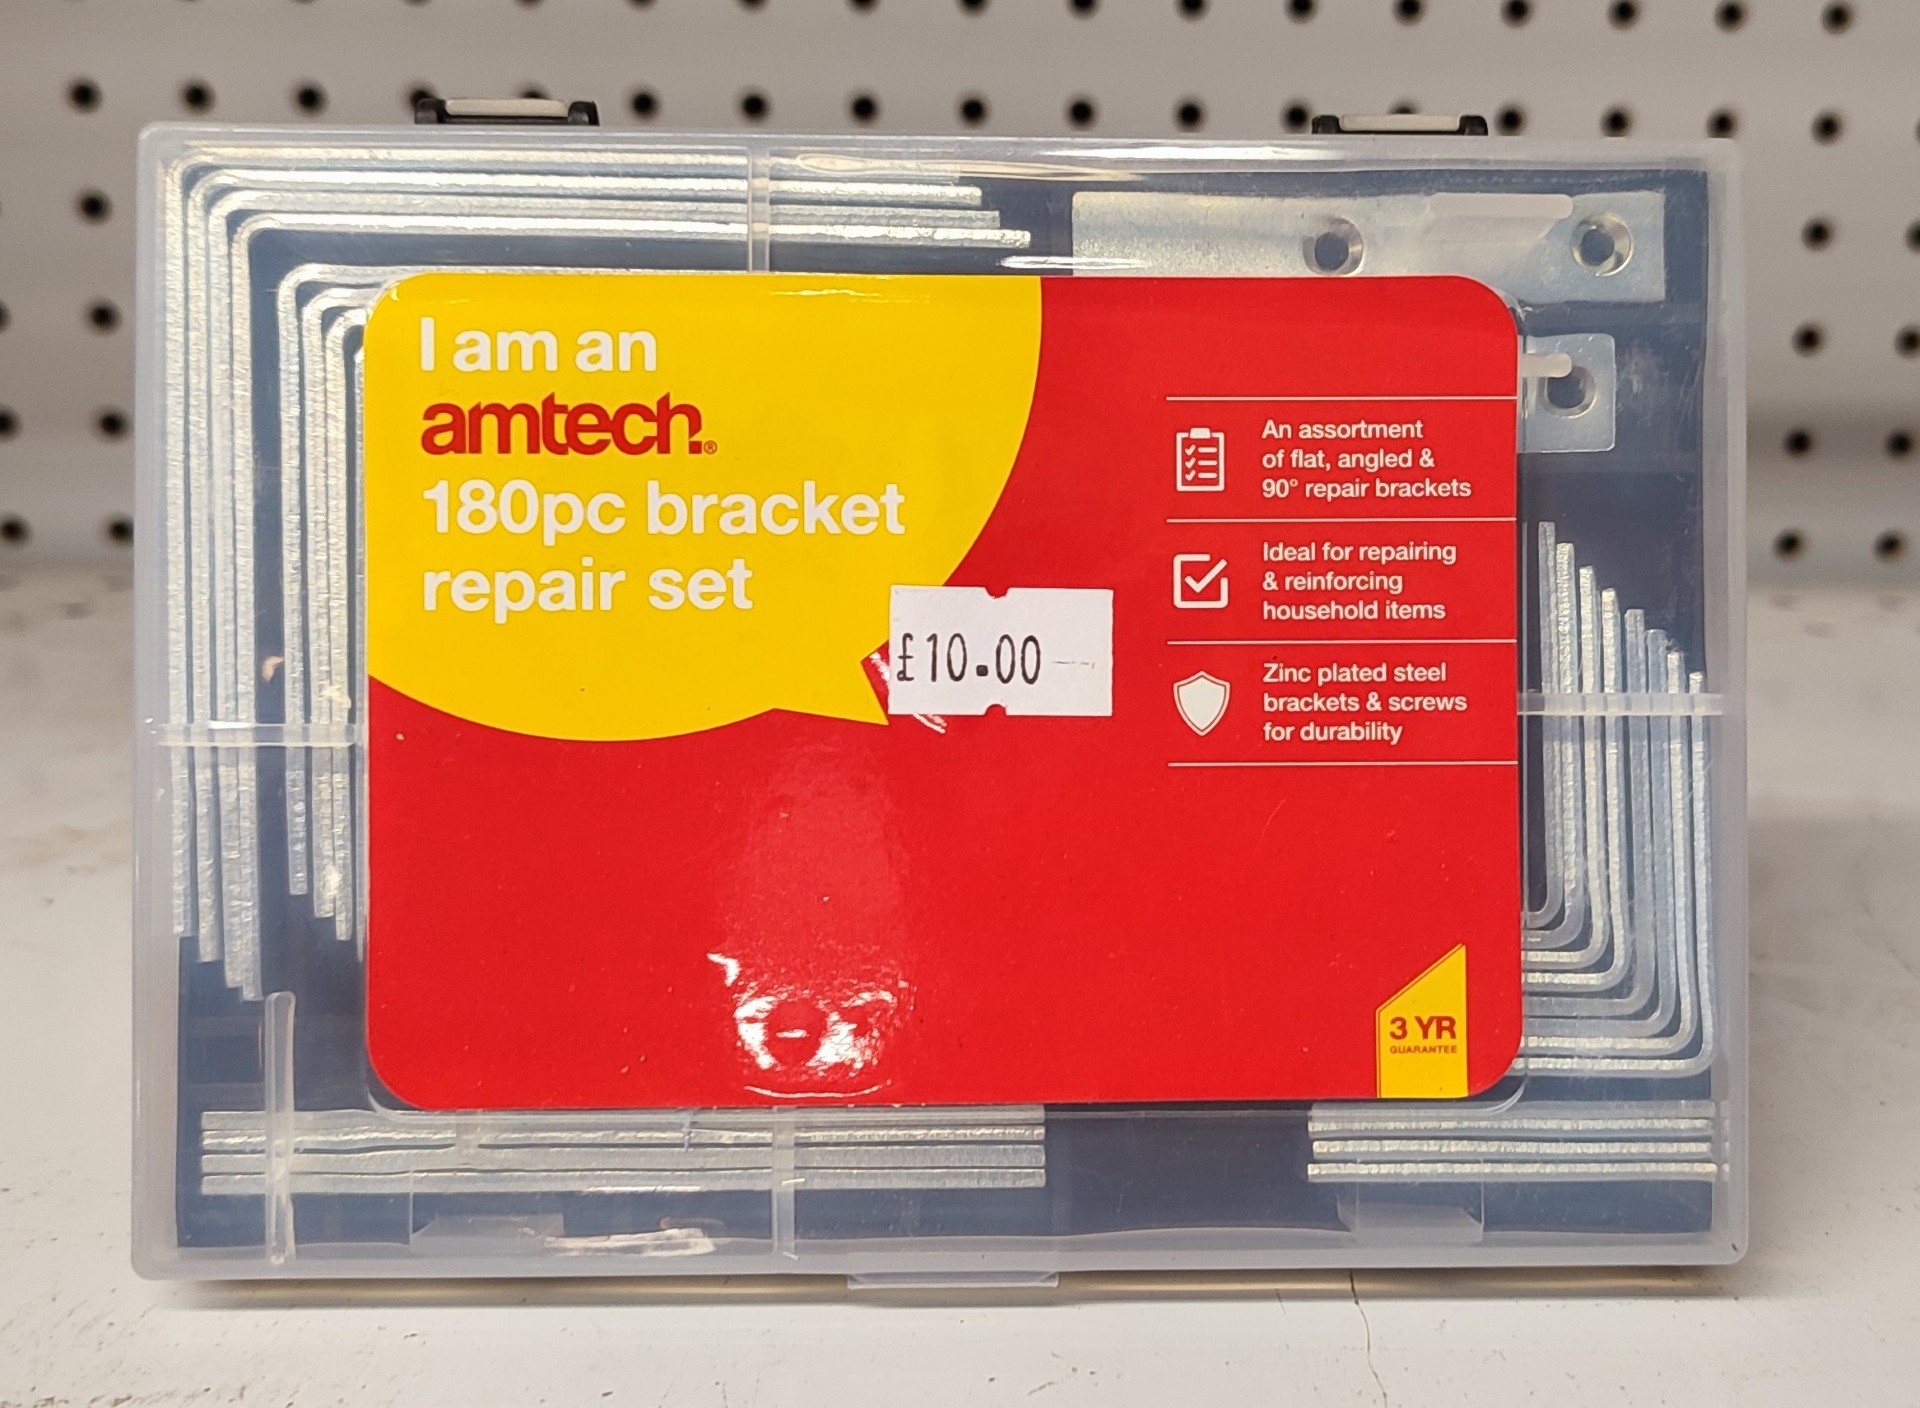 I am an
amtech®
180pc bracket
repair set
£10.00
An assortment
of flat, angled &
90° repair brackets
Ideal for repairing
& reinforcing
household items
Zinc plated steel
brackets & screws
for durability
3 YR
GUARANTEE